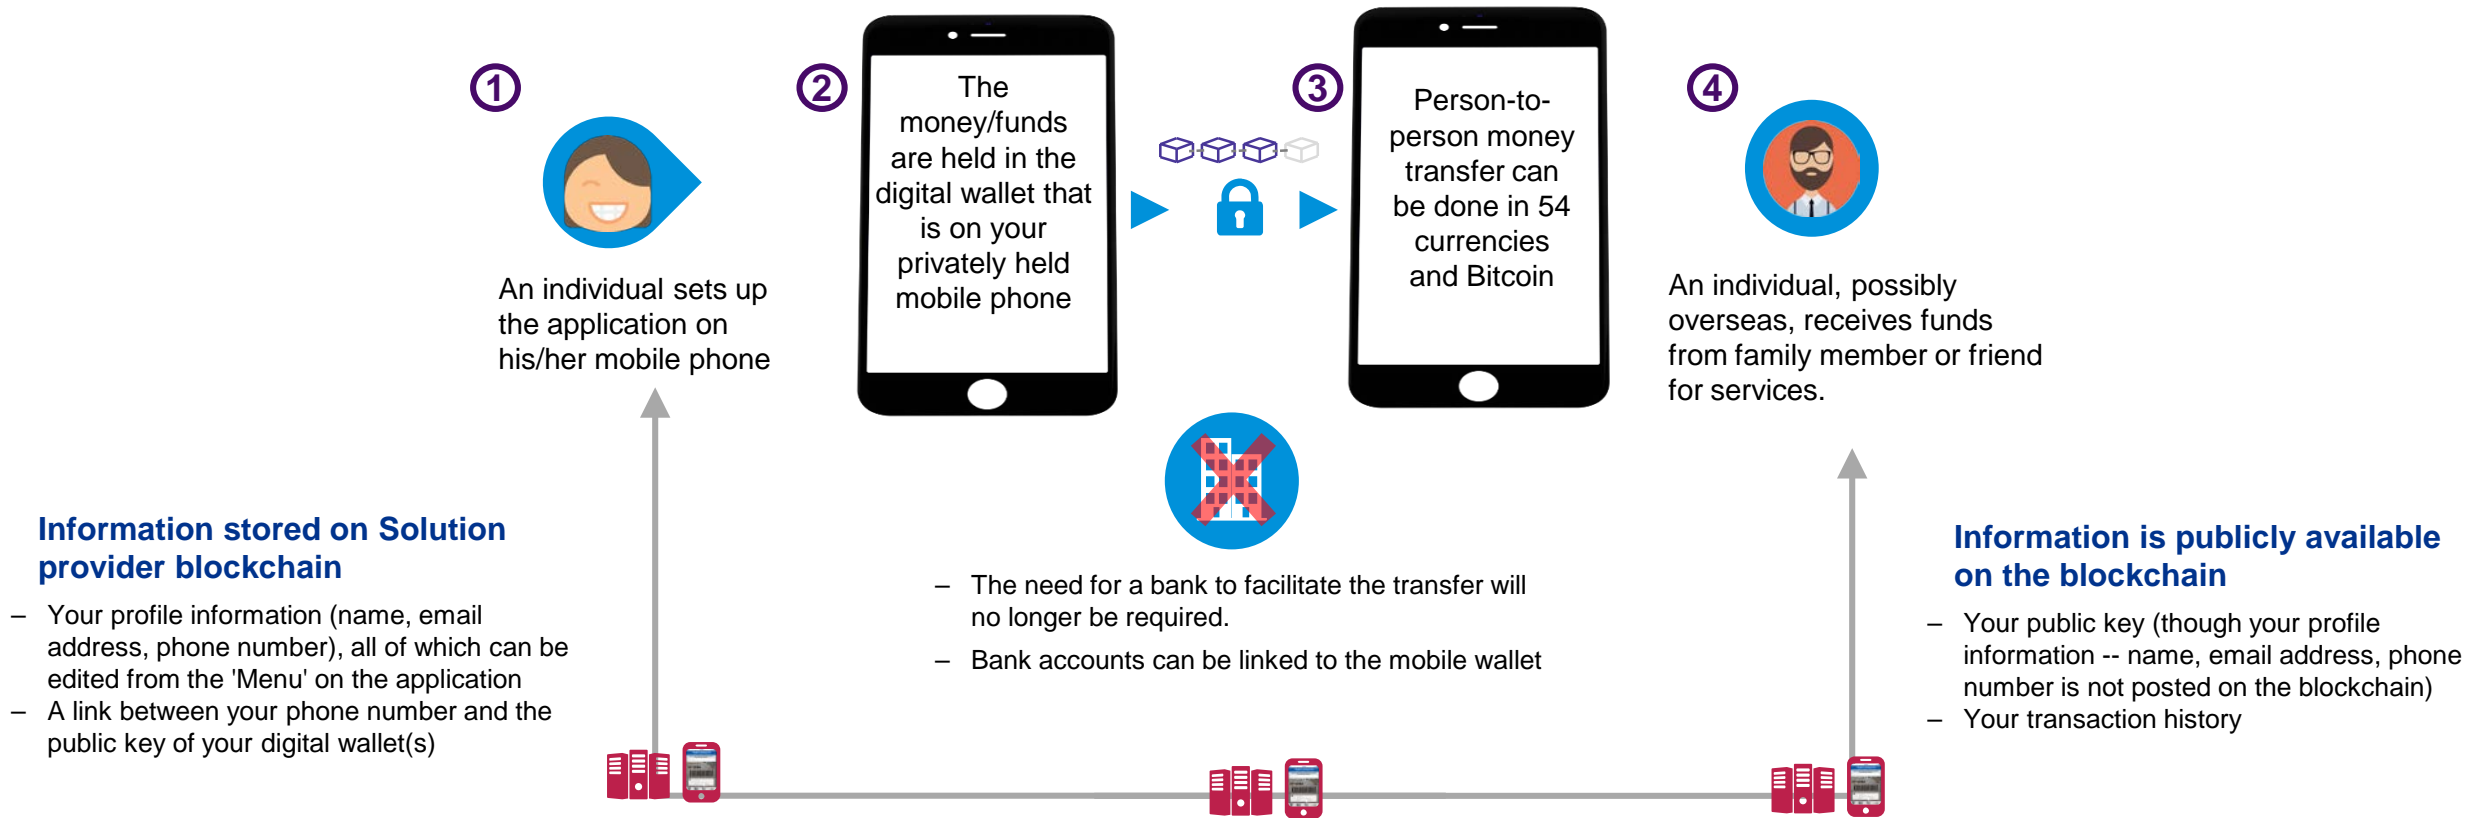 1
An individual sets up
the application on
his/her mobile phone
2
The
money/funds
are held in the
digital wallet that
is on your
privately held
mobile phone
3
Person-to-
person money
transfer can
be done in 54
currencies
and Bitcoin
4
An individual, possibly
overseas, receives funds
from family member or friend
for services.
Information stored on Solution
provider blockchain
– Your profile information (name, email
address, phone number), all of which can be
edited from the 'Menu' on the application
– A link between your phone number and the
public key of your digital wallet(s)
– The need for a bank to facilitate the transfer will
no longer be required.
– Bank accounts can be linked to the mobile wallet
Information is publicly available
on the blockchain
– Your public key (though your profile
information -- name, email address, phone
number is not posted on the blockchain)
– Your transaction history